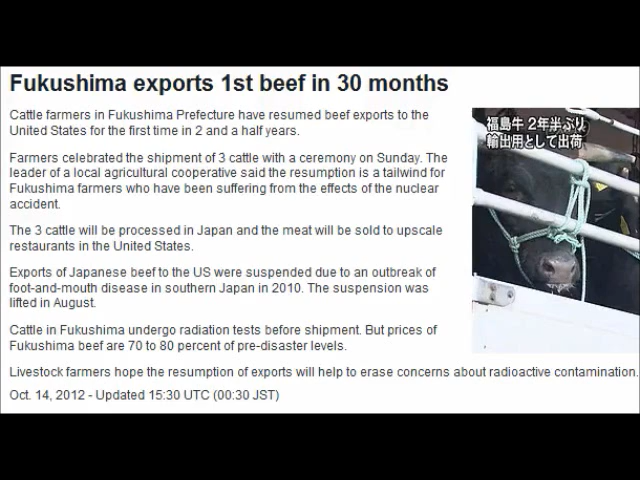 Fukushima exports 1st beef in 30 months
Cattle farmers in Fukushima Prefecture have resumed beef exports to the
United States for the first time in 2 and a half years.
Farmers celebrated the shipment of 3 cattle with a ceremony on Sunday. The
leader of a local agricultural cooperative said the resumption is a tailwind for
Fukushima farmers who have been suffering from the effects of the nuclear
accident.
The 3 cattle will be processed in Japan and the meat will be sold to upscale
restaurants in the United States.
Exports of Japanese beef to the US were suspended due to an outbreak of
foot-and-mouth disease in southern Japan in 2010. The suspension was
lifted in August.
Cattle in Fukushima undergo radiation tests before shipment. But prices of
Fukushima beef are 70 to 80 percent of pre-disaster levels.
Livestock farmers hope the resumption of exports will help to erase concerns about radioactive contamination.
Oct. 14, 2012 - Updated 15:30 UTC (00:30 JST)
福島牛 2年半ぶり
輸出用として出荷